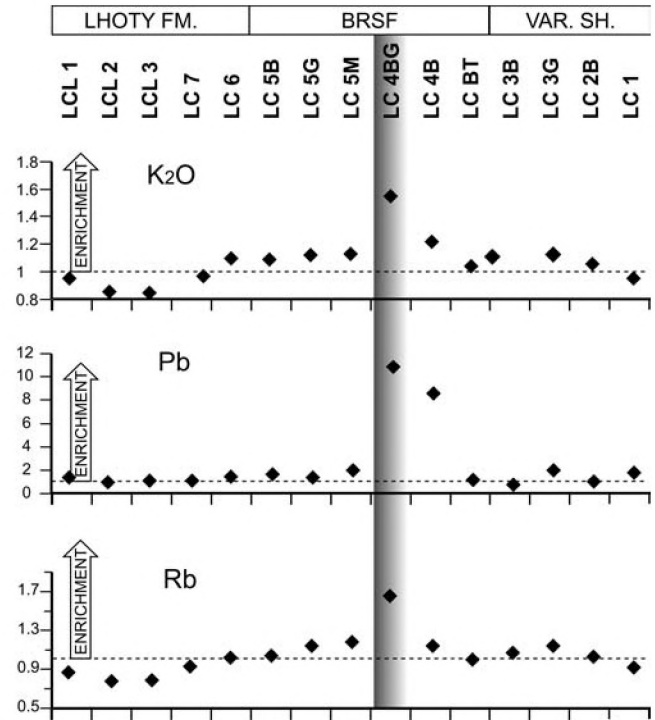 LHOTY FM. BRSF VAR. SH.
LCL 1 LCL 2 LCL 3 LC 7 LC 6 LC 5B LC 5G LC 5M LC 4BG LC 4B LC BT LC 3B LC 3G LC 2B LC 1
K2O
ENRICHMENT
1.8
1.6
1.4
1.2
1
0.8
Pb
ENRICHMENT
12
10
8
6
4
2
0
Rb
ENRICHMENT
1.7
1.3
0.9
0.5